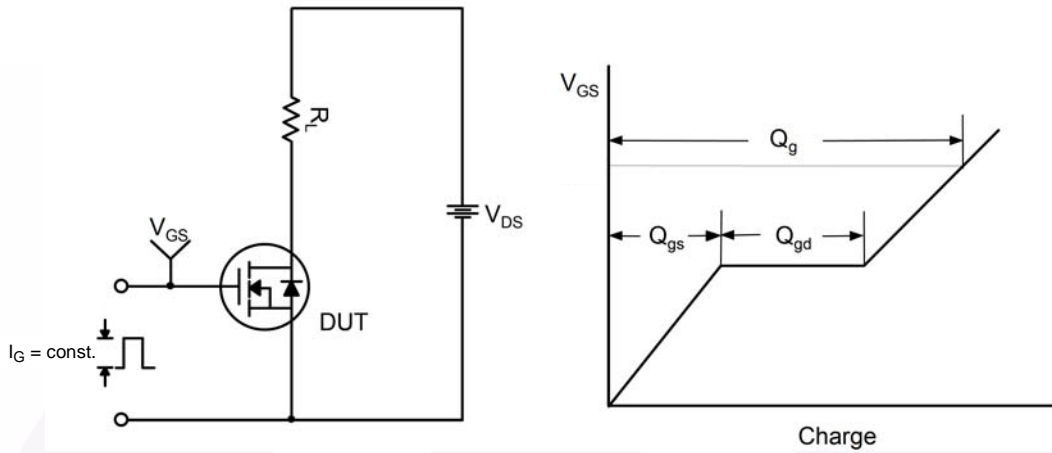 R_L
V_GS
V_DS
DUT
I_G = const.
V_GS
Q_g
Q_gs
Q_gd
Charge